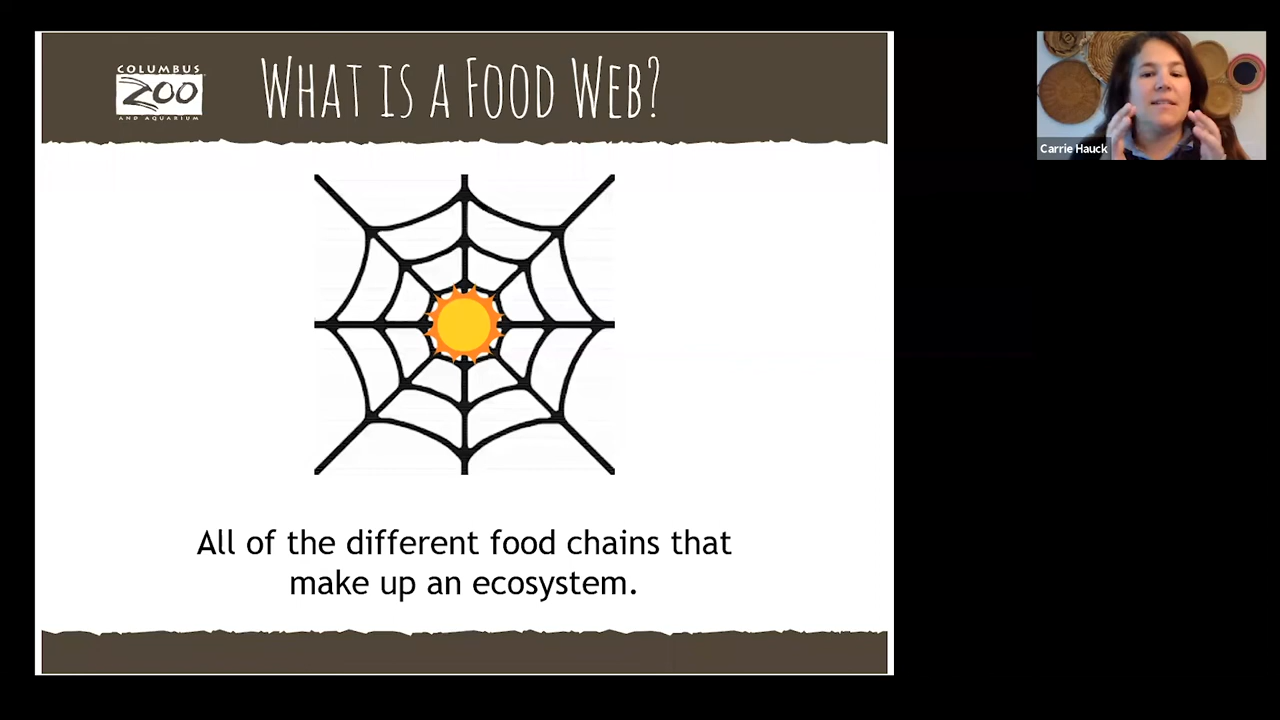 COLUMBUS
ZOO
AND AQUARIUM
WHAT IS A FOOD WEB?
Carrie Hauck
All of the different food chains that
make up an ecosystem.